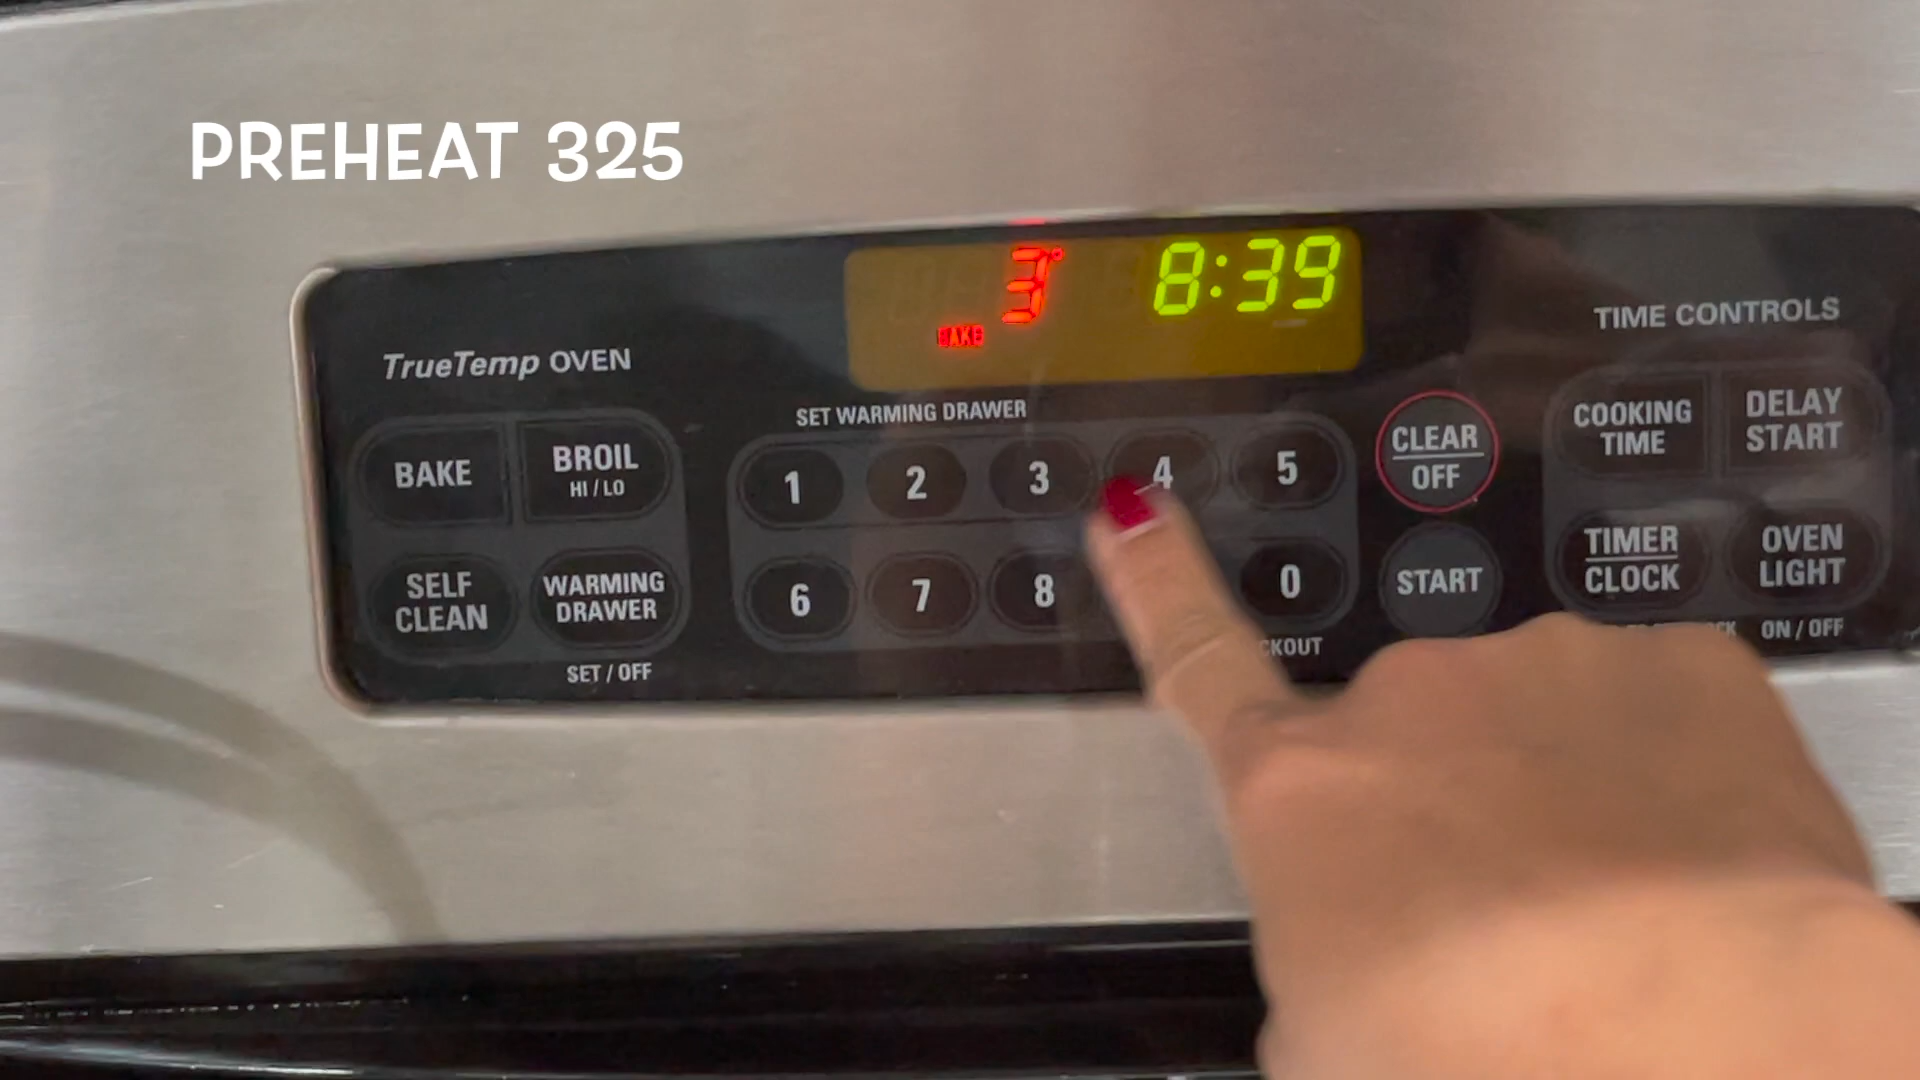 PREHEAT 325
3°
8:39
BAKE
TIME CONTROLS
TrueTemp OVEN
SET WARMING DRAWER
BAKE
BROIL
HI / LO
1
2
3
4
5
CLEAR
OFF
COOKING
TIME
DELAY
START
SELF
CLEAN
WARMING
DRAWER
6
7
8
0
START
TIMER
CLOCK
OVEN
LIGHT
SET / OFF
ON / OFF